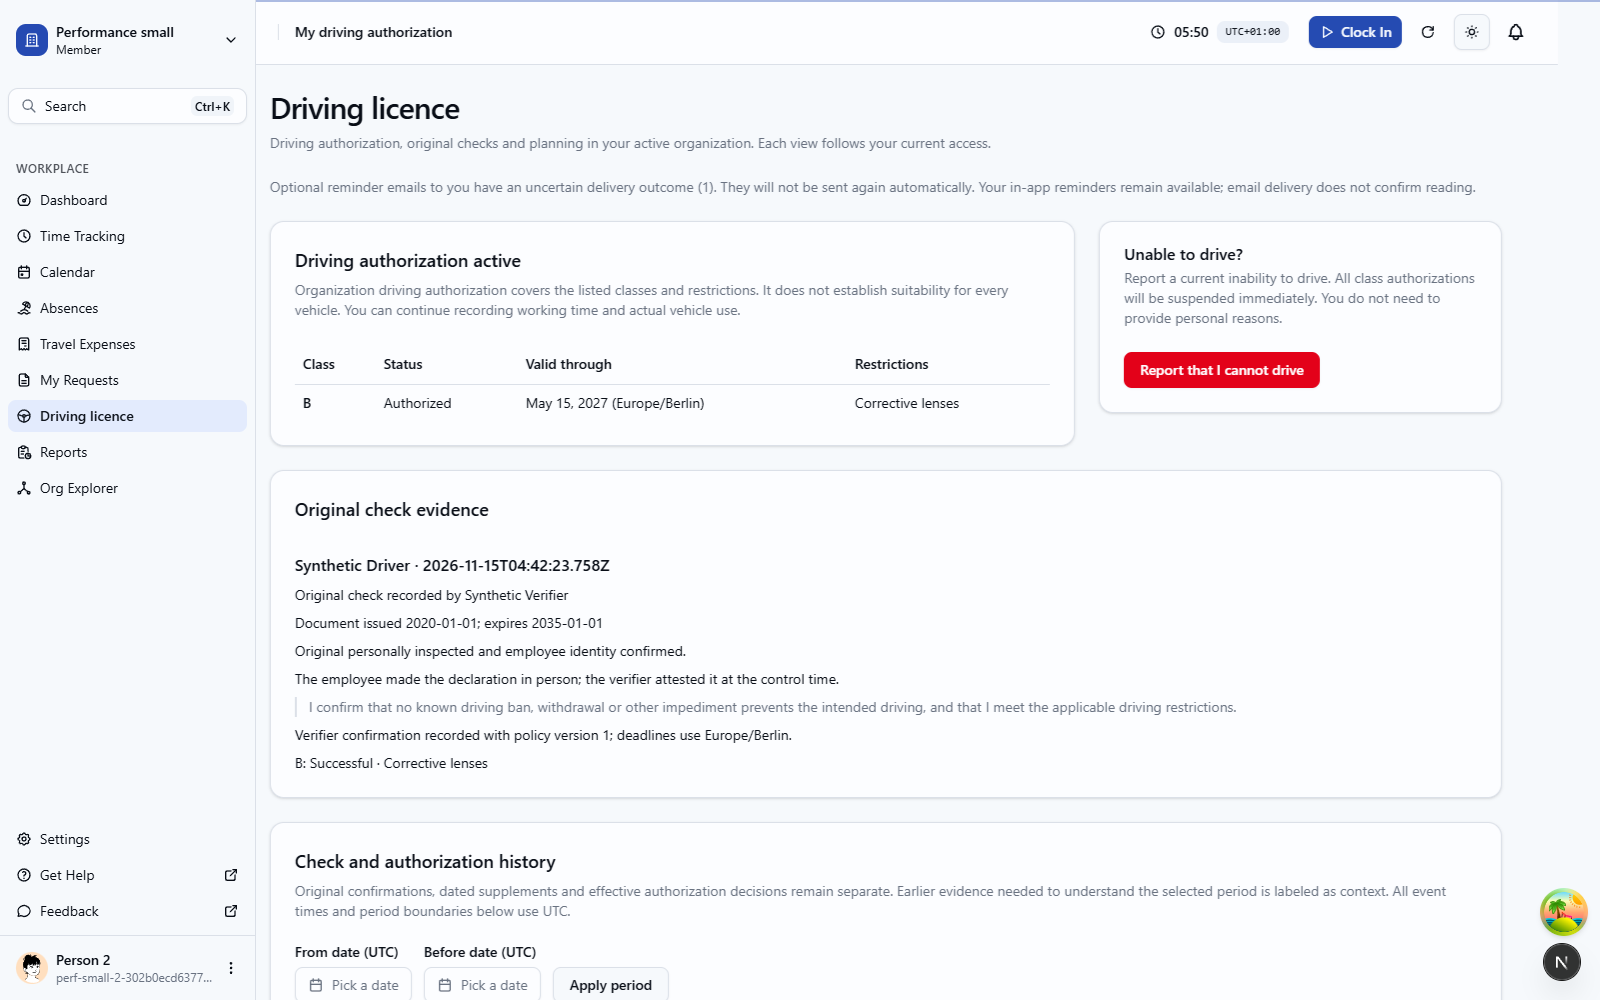 Performance small
Member
Search
Ctrl+K
WORKPLACE
Dashboard
Time Tracking
Calendar
Absences
Travel Expenses
My Requests
Driving licence
Reports
Org Explorer
Settings
Get Help
Feedback
Person 2
perf-small-2-302b0ecd6377...
My driving authorization
05:50
UTC+01:00
Clock In
Driving licence
Driving authorization, original checks and planning in your active organization. Each view follows your current access.
Optional reminder emails to you have an uncertain delivery outcome (1). They will not be sent again automatically. Your in-app reminders remain available; email delivery does not confirm reading.
Driving authorization active
Organization driving authorization covers the listed classes and restrictions. It does not establish suitability for every
vehicle. You can continue recording working time and actual vehicle use.
Class Status Valid through Restrictions
B Authorized May 15, 2027 (Europe/Berlin) Corrective lenses
Unable to drive?
Report a current inability to drive. All class authorizations
will be suspended immediately. You do not need to
provide personal reasons.
Report that I cannot drive
Original check evidence
Synthetic Driver · 2026-11-15T04:42:23.758Z
Original check recorded by Synthetic Verifier
Document issued 2020-01-01; expires 2035-01-01
Original personally inspected and employee identity confirmed.
The employee made the declaration in person; the verifier attested it at the control time.
I confirm that no known driving ban, withdrawal or other impediment prevents the intended driving, and that I meet the applicable driving restrictions.
Verifier confirmation recorded with policy version 1; deadlines use Europe/Berlin.
B: Successful · Corrective lenses
Check and authorization history
Original confirmations, dated supplements and effective authorization decisions remain separate. Earlier evidence needed to understand the selected period is labeled as context. All event
times and period boundaries below use UTC.
From date (UTC) Before date (UTC)
Pick a date Pick a date Apply period
N